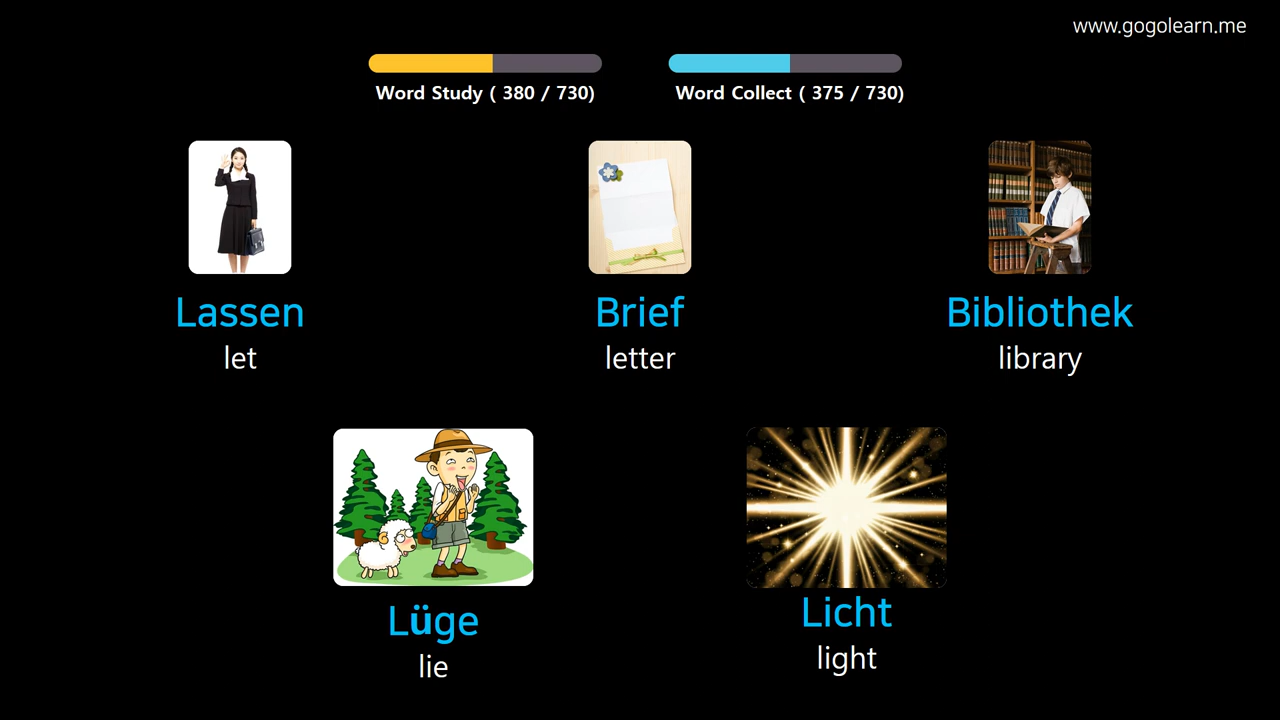 www.gogolearn.me
Word Study ( 380 / 730)
Word Collect ( 375 / 730)
Lassen
let
Brief
letter
Bibliothek
library
Lüge
lie
Licht
light